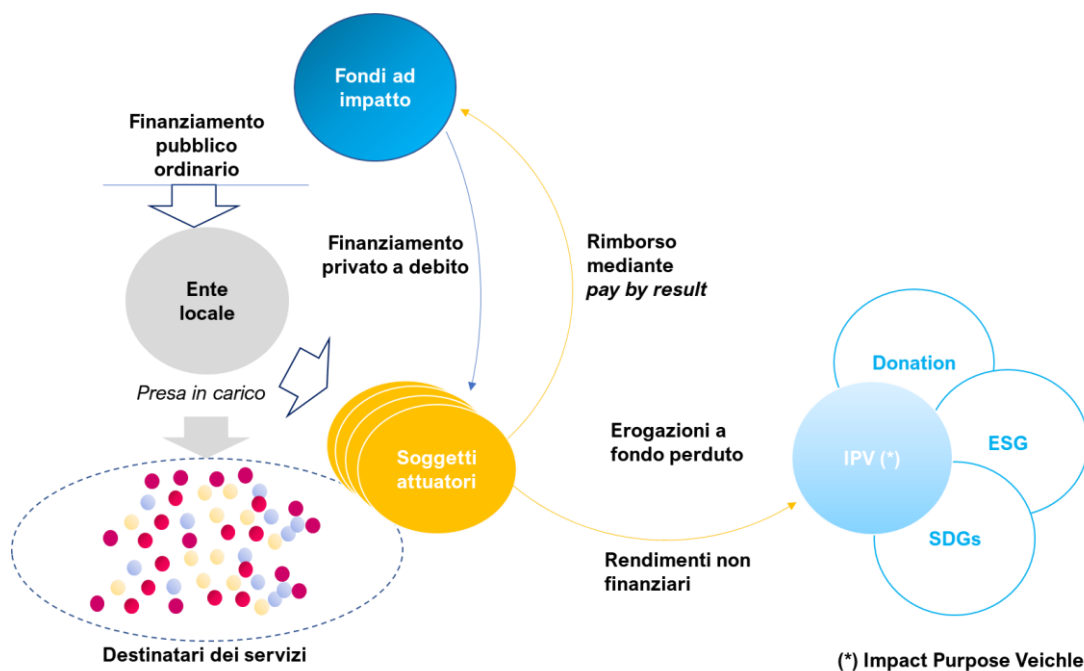 Fondi ad
impatto
Finanziamento
pubblico
ordinario
Finanziamento
privato a debito
Rimborso
mediante
pay by result
Ente
locale
Presa in carico
Donation
Erogazioni a
fondo perduto
IPV (*)
ESG
Soggetti
attuatori
SDGs
Rendimenti non
finanziari
Destinatari dei servizi
(*) Impact Purpose Veichle